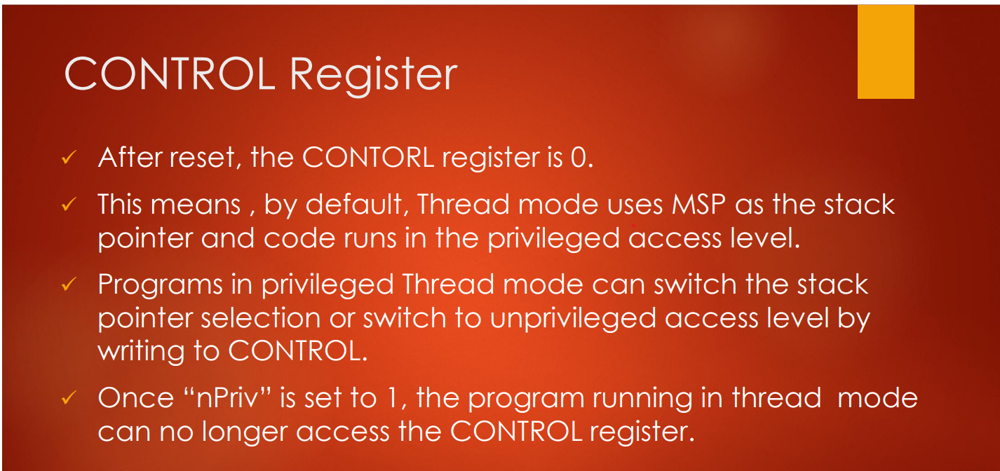 CONTROL Register
After reset, the CONTORL register is 0.
This means , by default, Thread mode uses MSP as the stack
pointer and code runs in the privileged access level.
Programs in privileged Thread mode can switch the stack
pointer selection or switch to unprivileged access level by
writing to CONTROL.
Once “nPriv” is set to 1, the program running in thread  mode
can no longer access the CONTROL register.